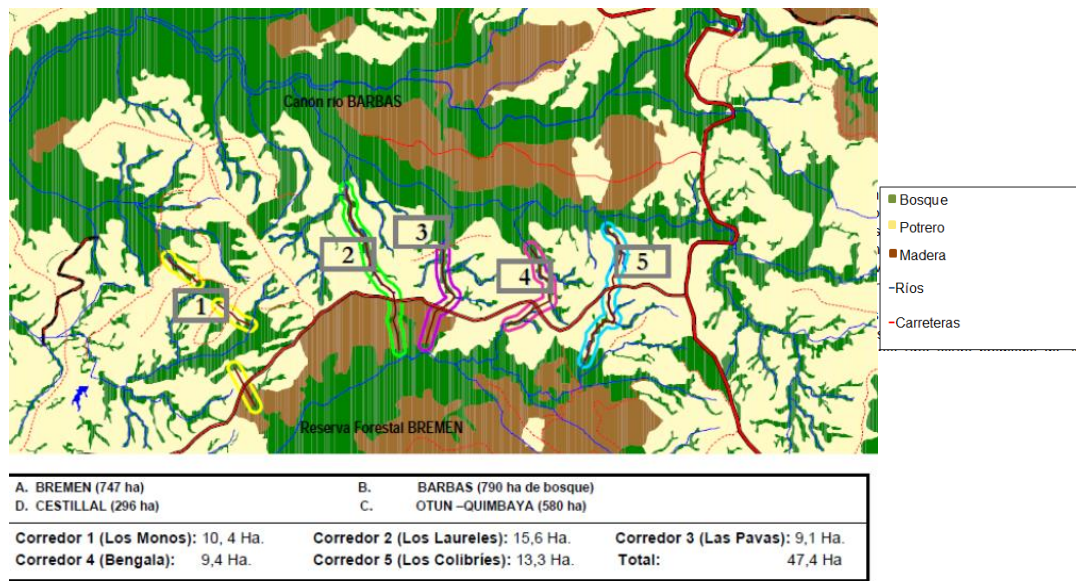 Cañón río BARBAS
3
2
4
5
1
Reserva Forestal BREMEN
Bosque
Potrero
Madera
Ríos
Carreteras
A. BREMEN (747 ha) B. BARBAS (790 ha de bosque)
D. CESTILLAL (296 ha) C. OTUN –QUIMBAYA (580 ha)
Corredor 1 (Los Monos): 10, 4 Ha. Corredor 2 (Los Laureles): 15,6 Ha. Corredor 3 (Las Pavas): 9,1 Ha.
Corredor 4 (Bengala): 9,4 Ha. Corredor 5 (Los Colibríes): 13,3 Ha. Total: 47,4 Ha